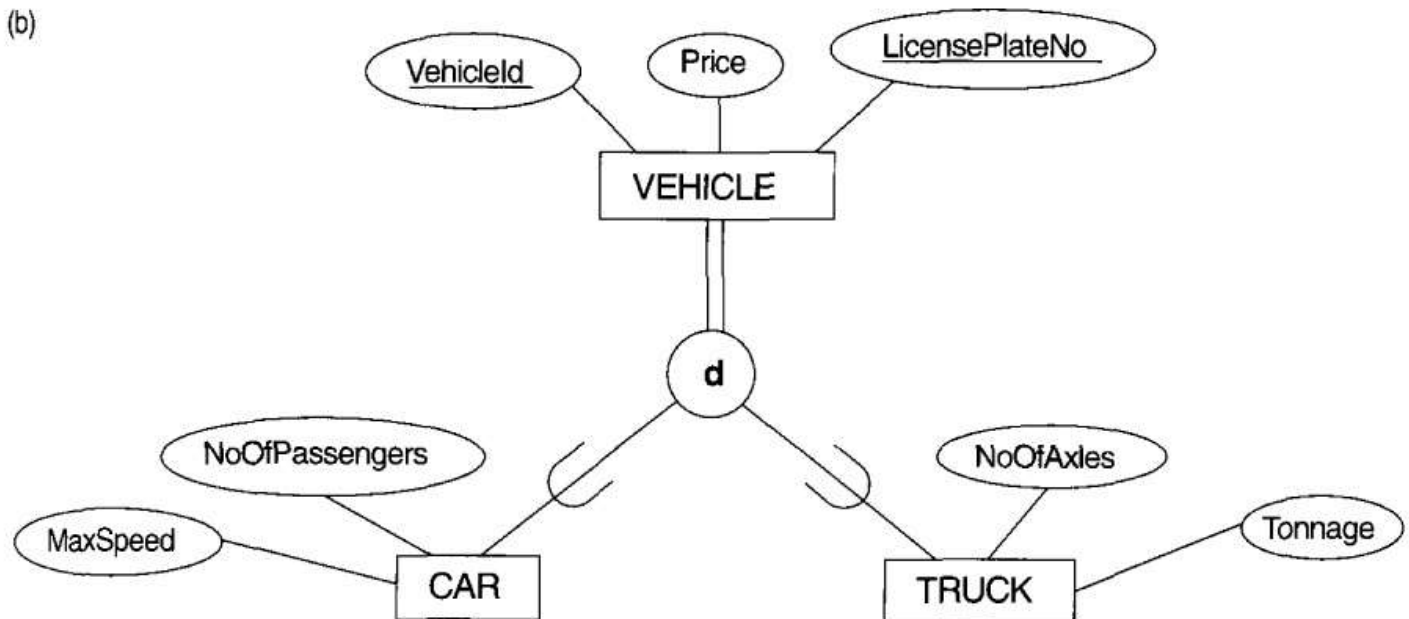 (b)
VehicleId
Price
LicensePlateNo
VEHICLE
d
NoOfPassengers
NoOfAxles
MaxSpeed
Tonnage
CAR
TRUCK